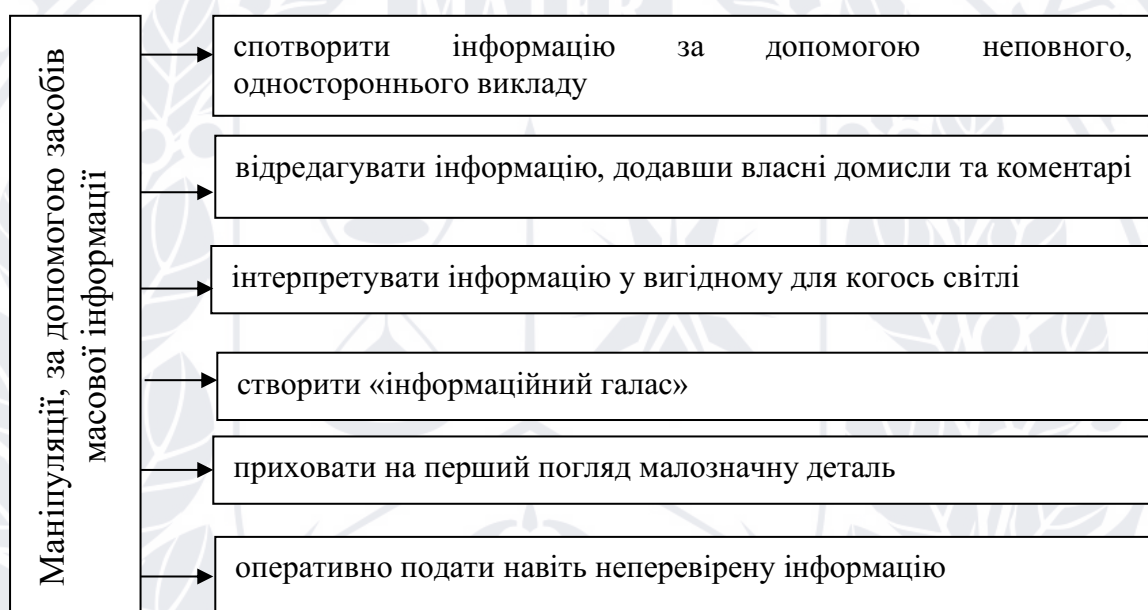 Маніпуляції, за допомогою засобів
масової інформації
спотворити інформацію за допомогою неповного,
одностороннього викладу
відредагувати інформацію, додавши власні домисли та коментарі
інтерпретувати інформацію у вигідному для когось світлі
створити «інформаційний галас»
приховати на перший погляд малозначну деталь
оперативно подати навіть неперевірену інформацію